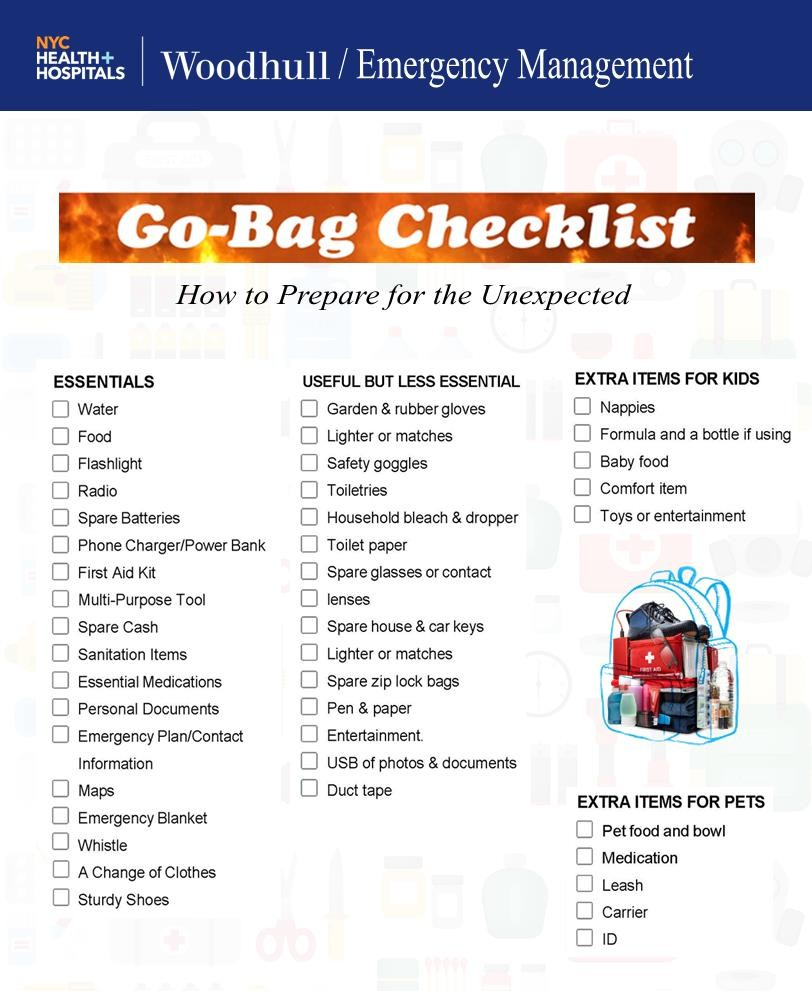 NYC
HEALTH+
HOSPITALS
Woodhull / Emergency Management
Go-Bag Checklist
How to Prepare for the Unexpected
ESSENTIALS
Water
Food
Flashlight
Radio
Spare Batteries
Phone Charger/Power Bank
First Aid Kit
Multi-Purpose Tool
Spare Cash
Sanitation Items
Essential Medications
Personal Documents
Emergency Plan/Contact
Information
Maps
Emergency Blanket
Whistle
A Change of Clothes
Sturdy Shoes
USEFUL BUT LESS ESSENTIAL
Garden & rubber gloves
Lighter or matches
Safety goggles
Toiletries
Household bleach & dropper
Toilet paper
Spare glasses or contact
lenses
Spare house & car keys
Lighter or matches
Spare zip lock bags
Pen & paper
Entertainment.
USB of photos & documents
Duct tape
EXTRA ITEMS FOR KIDS
Nappies
Formula and a bottle if using
Baby food
Comfort item
Toys or entertainment
FIRST AID
EXTRA ITEMS FOR PETS
Pet food and bowl
Medication
Leash
Carrier
ID
FIRST AID